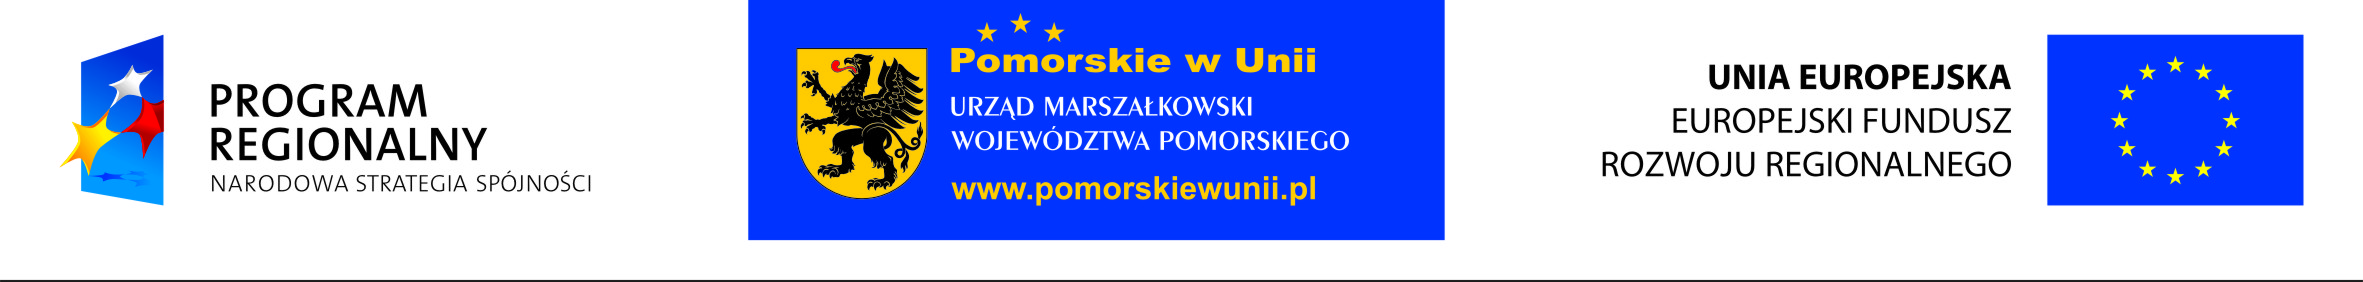 PROGRAM
REGIONALNY
NARODOWA STRATEGIA SPÓJNOŚCI
Pomorskie w Unii
URZĄD MARSZAŁKOWSKI
WOJEWÓDZTWA POMORSKIEGO
www.pomorskiewunii.pl
UNIA EUROPEJSKA
EUROPEJSKI FUNDUSZ
ROZWOJU REGIONALNEGO